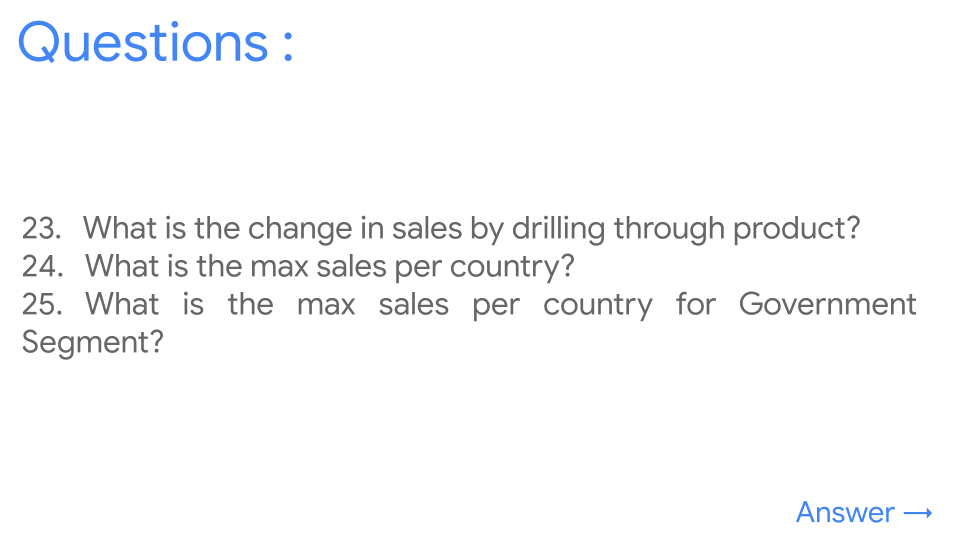 Questions :
23. What is the change in sales by drilling through product?
24. What is the max sales per country?
25. What is the max sales per country for Government
Segment?
Answer →